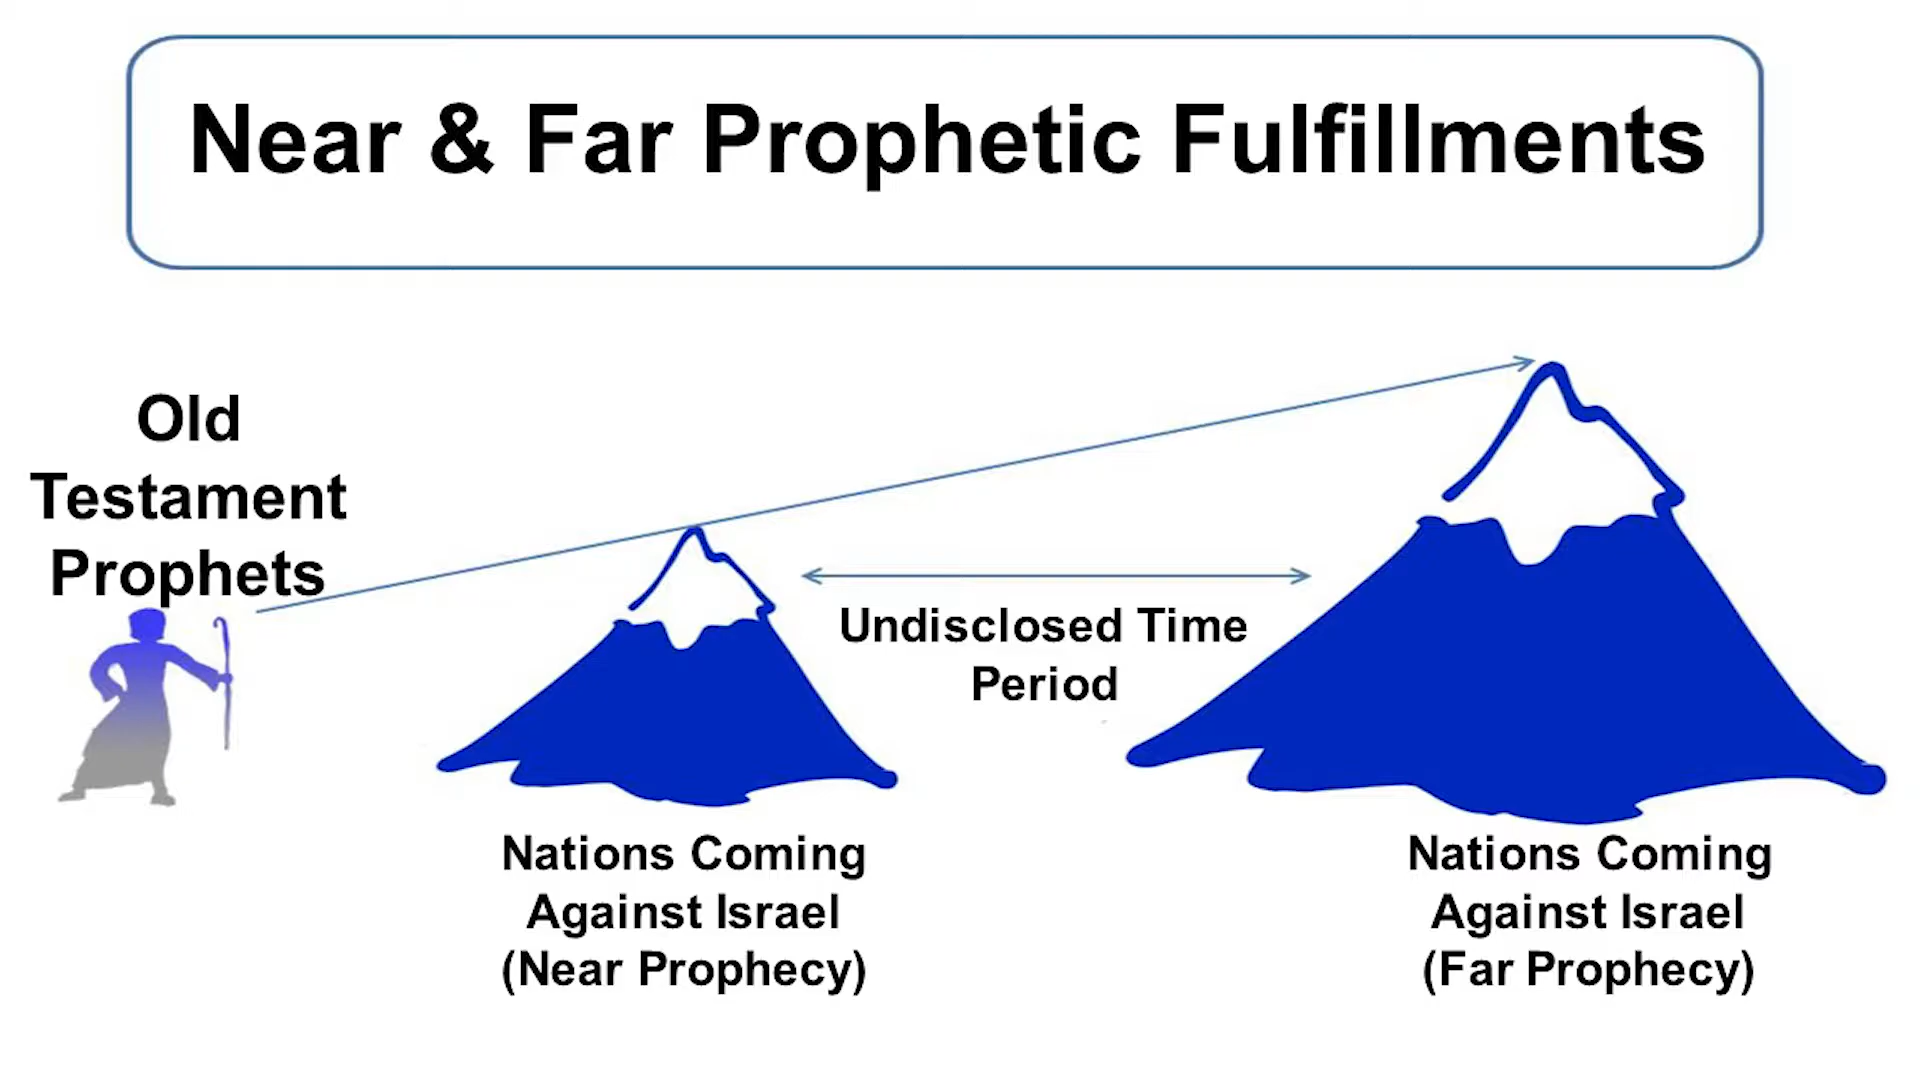 Near & Far Prophetic Fulfillments
Old
Testament
Prophets
Undisclosed Time
Period
Nations Coming
Against Israel
(Near Prophecy)
Nations Coming
Against Israel
(Far Prophecy)